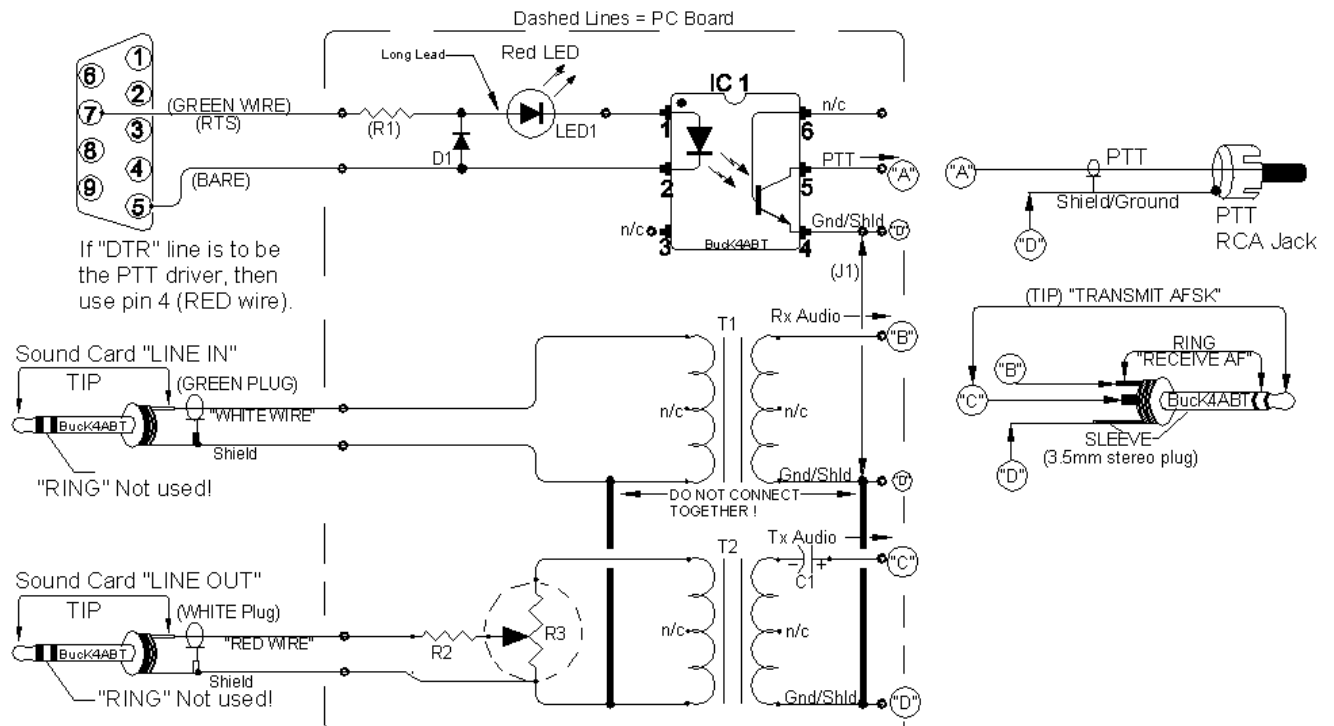 Dashed Lines = PC Board
1
6
2
7
3
8
4
9
5
(GREEN WIRE)
(RTS)
(BARE)
(R1)
D1
Long Lead
Red LED
LED1
IC 1
1
2
3
n/c
6
5
4
n/c
PTT
"A"
Gnd/Shld
"D"
BucK4ABT
(J1)
"A"
PTT
Shield/Ground
"D"
PTT
RCA Jack
If "DTR" line is to be
the PTT driver, then
use pin 4 (RED wire).
(TIP) "TRANSMIT AFSK"
RING
"RECEIVE AF"
"B"
"C"
BucK4ABT
SLEEVE
(3.5mm stereo plug)
"D"
Sound Card "LINE IN"
TIP
(GREEN PLUG)
"WHITE WIRE"
BucK4ABT
Shield
"RING" Not used!
T1
Rx Audio
"B"
n/c
n/c
Gnd/Shld
"D"
DO NOT CONNECT
TOGETHER !
Sound Card "LINE OUT"
TIP
(WHITE Plug)
"RED WIRE"
BucK4ABT
Shield
"RING" Not used!
R2
R3
T2
Tx Audio
"C"
– +
C1
n/c
n/c
Gnd/Shld
"D"